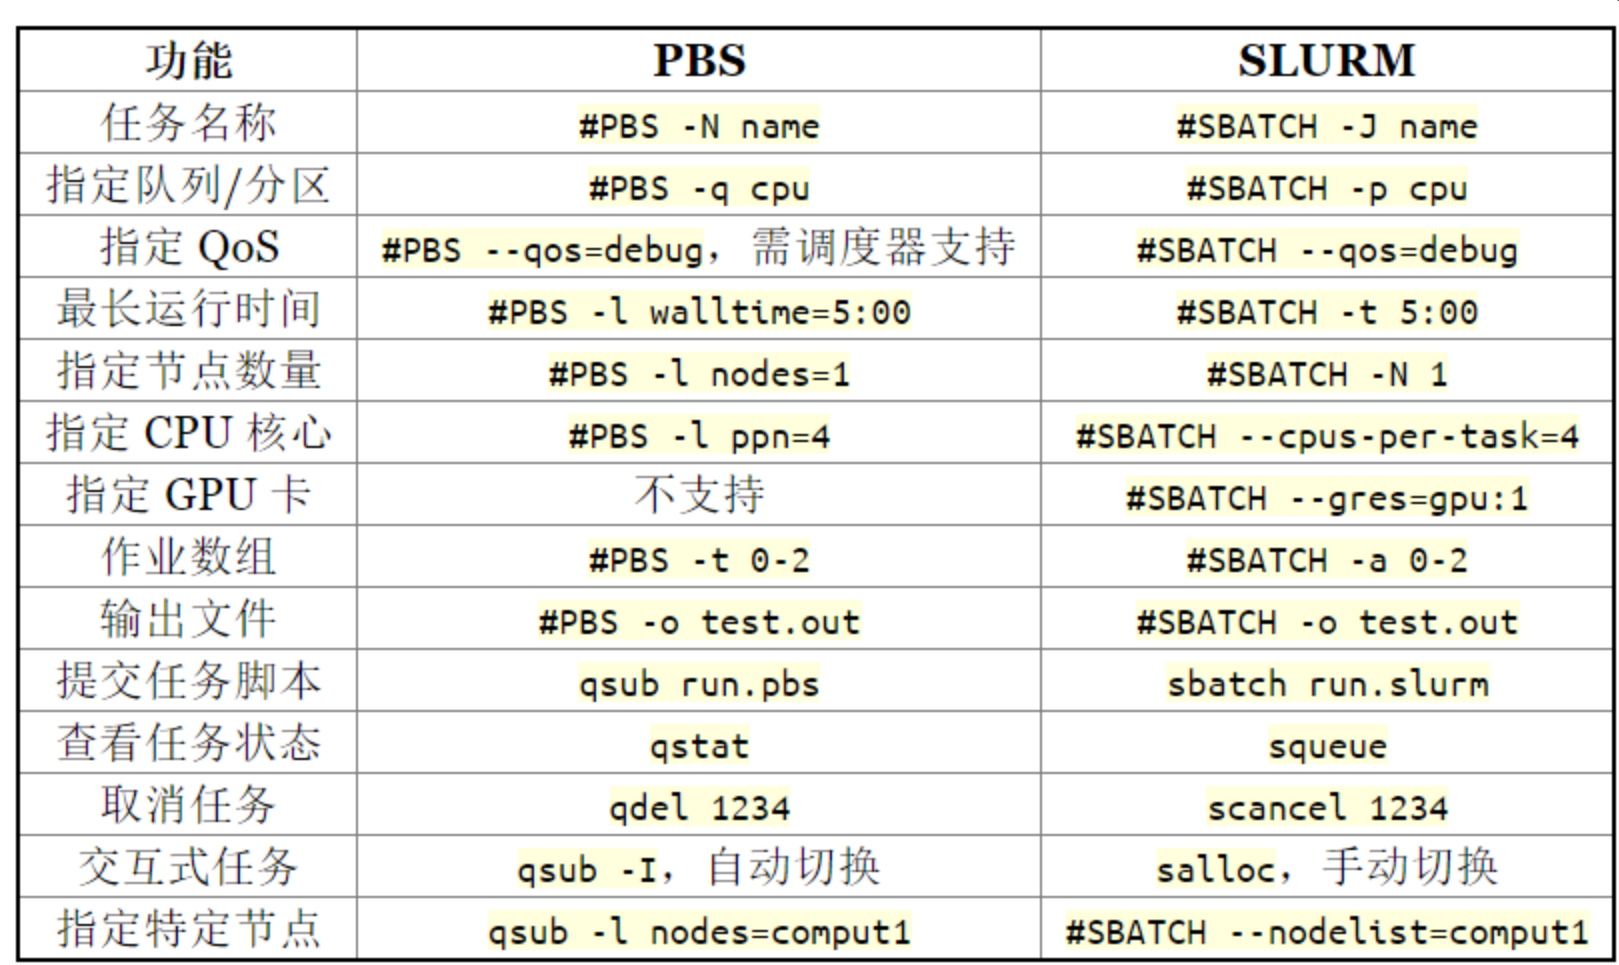 功能 PBS SLURM
任务名称 #PBS -N name #SBATCH -J name
指定队列/分区 #PBS -q cpu #SBATCH -p cpu
指定 QoS #PBS --qos=debug，需调度器支持 #SBATCH --qos=debug
最长运行时间 #PBS -l walltime=5:00 #SBATCH -t 5:00
指定节点数量 #PBS -l nodes=1 #SBATCH -N 1
指定 CPU 核心 #PBS -l ppn=4 #SBATCH --cpus-per-task=4
指定 GPU 卡 不支持 #SBATCH --gres=gpu:1
作业数组 #PBS -t 0-2 #SBATCH -a 0-2
输出文件 #PBS -o test.out #SBATCH -o test.out
提交任务脚本 qsub run.pbs sbatch run.slurm
查看任务状态 qstat squeue
取消任务 qdel 1234 scancel 1234
交互式任务 qsub -I，自动切换 salloc，手动切换
指定特定节点 qsub -l nodes=comput1 #SBATCH --nodelist=comput1